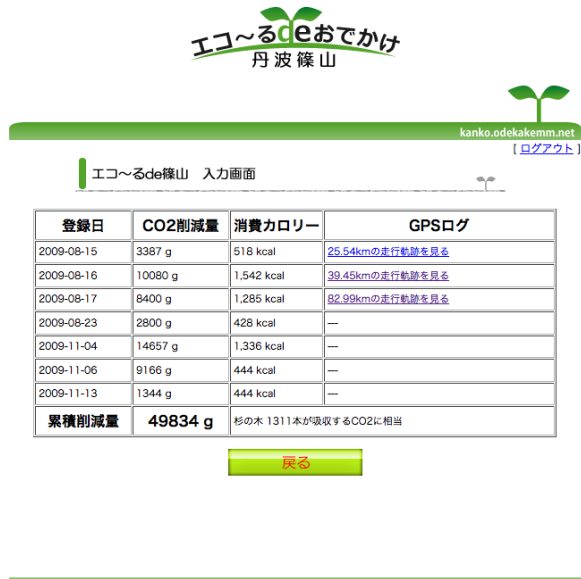 エコ〜るdeおでかけ
丹波篠山
kanko.odekakemm.net
[ ログアウト ]
エコ〜るde篠山　入力画面
登録日 CO2削減量 消費カロリー GPSログ
2009-08-15 3387 g 518 kcal 25.54kmの走行軌跡を見る
2009-08-16 10080 g 1,542 kcal 39.45kmの走行軌跡を見る
2009-08-17 8400 g 1,285 kcal 82.99kmの走行軌跡を見る
2009-08-23 2800 g 428 kcal ---
2009-11-04 14657 g 1,336 kcal ---
2009-11-06 9166 g 444 kcal ---
2009-11-13 1344 g 444 kcal ---
累積削減量 49834 g 杉の木 1311本が吸収するCO2に相当
戻る